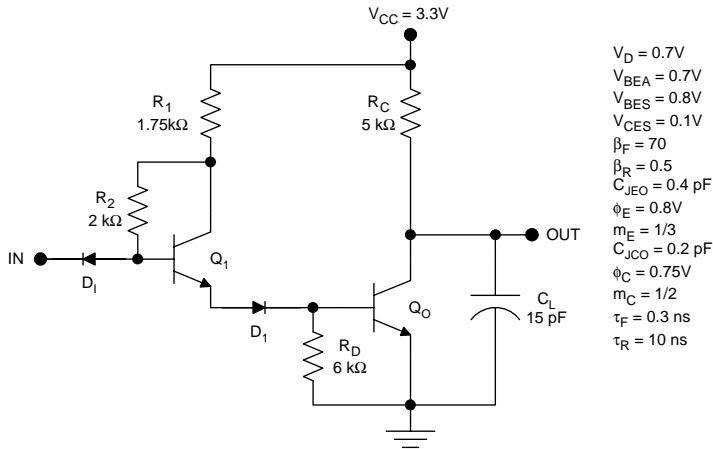 V_CC = 3.3V
R_1
1.75kΩ
R_C
5 kΩ
R_2
2 kΩ
IN
D_I
Q_1
D_1
R_D
6 kΩ
Q_O
OUT
C_L
15 pF
V_D = 0.7V
V_BEA = 0.7V
V_BES = 0.8V
V_CES = 0.1V
β_F = 70
β_R = 0.5
C_JEO = 0.4 pF
ϕ_E = 0.8V
m_E = 1/3
C_JCO = 0.2 pF
ϕ_C = 0.75V
m_C = 1/2
τ_F = 0.3 ns
τ_R = 10 ns